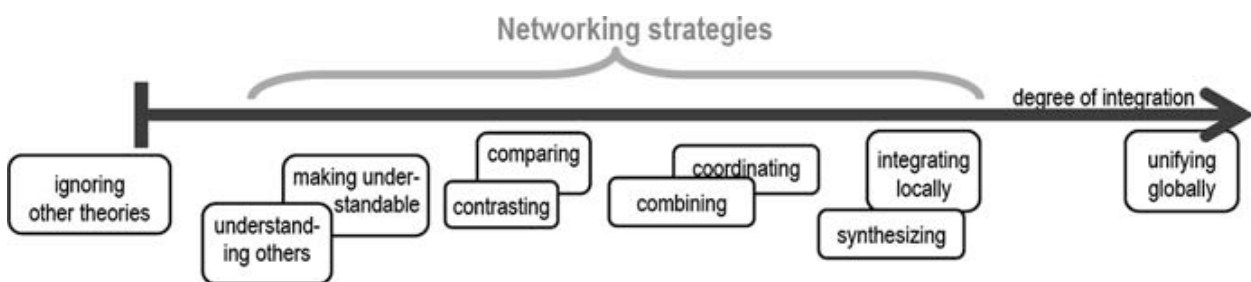 Networking strategies
degree of integration
ignoring
other theories
understand-
ing others
making under-
standable
comparing
contrasting
coordinating
combining
integrating
locally
synthesizing
unifying
globally